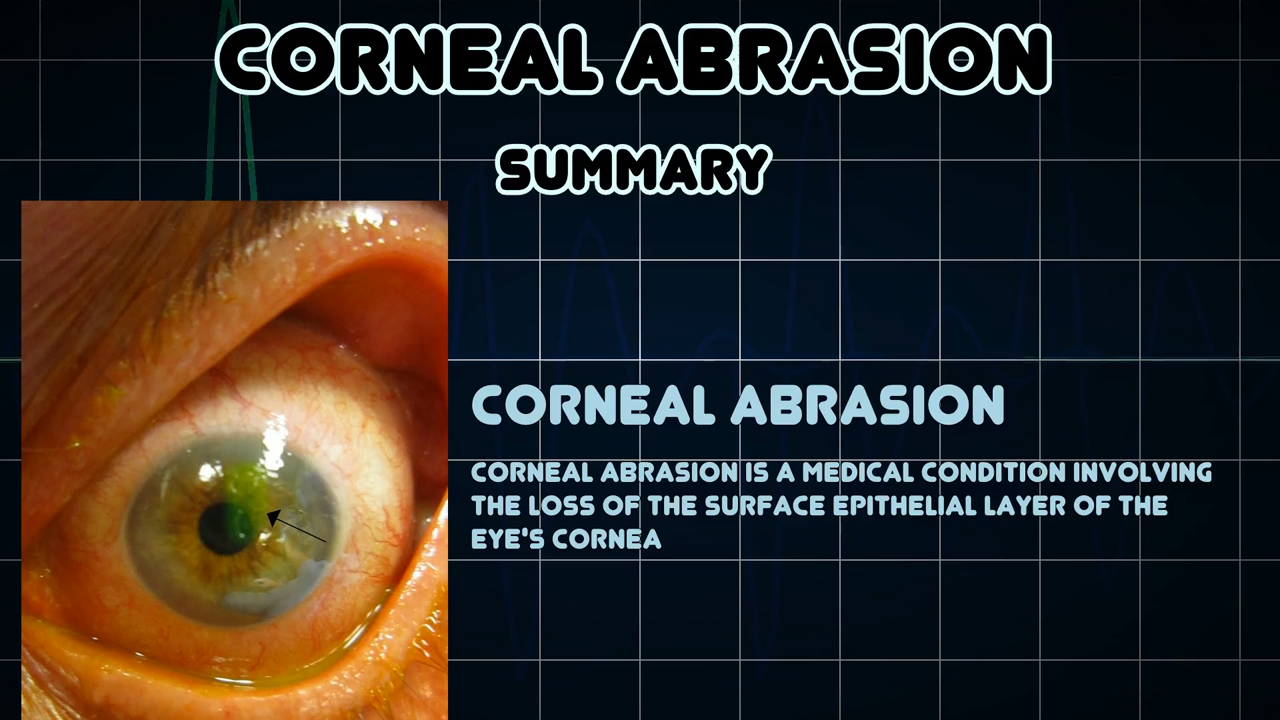 CORNEAL ABRASION
SUMMARY
CORNEAL ABRASION
CORNEAL ABRASION IS A MEDICAL CONDITION INVOLVING
THE LOSS OF THE SURFACE EPITHELIAL LAYER OF THE
EYE'S CORNEA